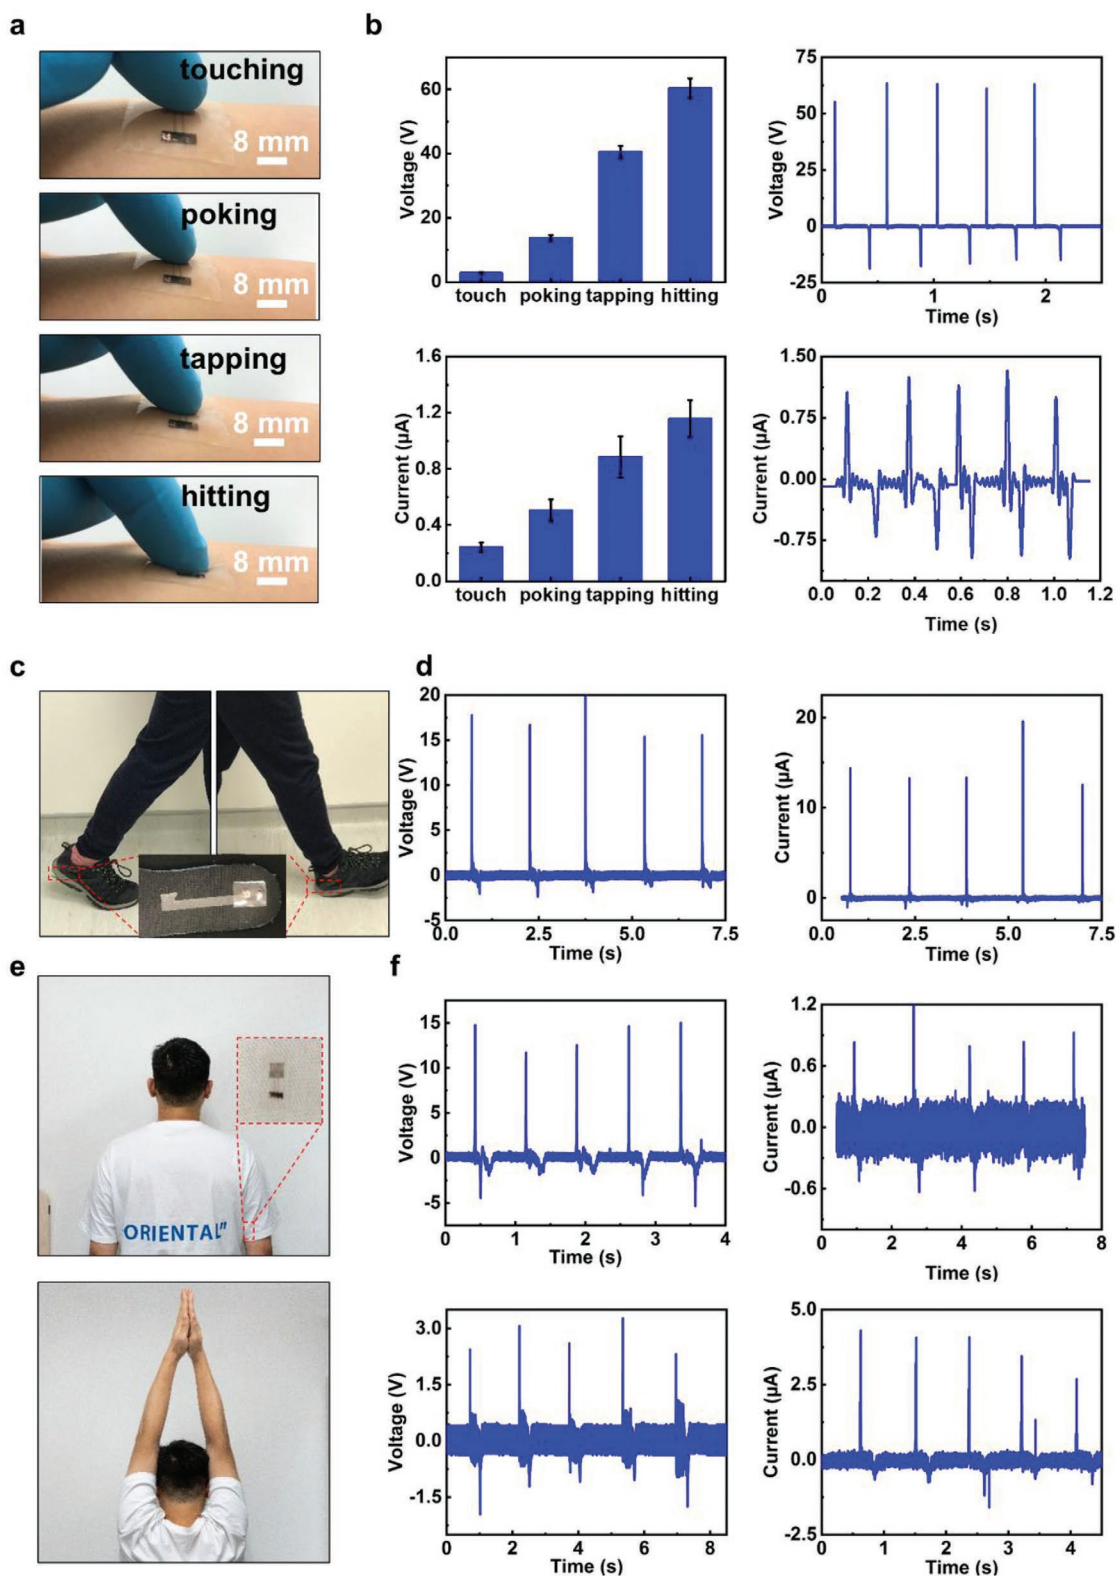 a
touching
8 mm
poking
8 mm
tapping
8 mm
hitting
8 mm
b
60
40
20
0
Voltage (V)
touch poking tapping hitting
75
50
25
0
-25
Voltage (V)
0 1 2
Time (s)
1.6
1.2
0.8
0.4
0.0
Current (µA)
touch poking tapping hitting
1.50
0.75
0.00
-0.75
Current (µA)
0.0 0.2 0.4 0.6 0.8 1.0 1.2
Time (s)
c
d
20
15
10
5
0
-5
Voltage (V)
0.0 2.5 5.0 7.5
Time (s)
20
10
0
Current (µA)
0.0 2.5 5.0 7.5
Time (s)
e
ORIENTAL"
f
15
10
5
0
-5
Voltage (V)
0 1 2 3 4
Time (s)
1.2
0.6
0.0
-0.6
Current (µA)
0 2 4 6 8
Time (s)
3.0
1.5
0.0
-1.5
Voltage (V)
0 2 4 6 8
Time (s)
5.0
2.5
0.0
-2.5
Current (µA)
0 1 2 3 4
Time (s)